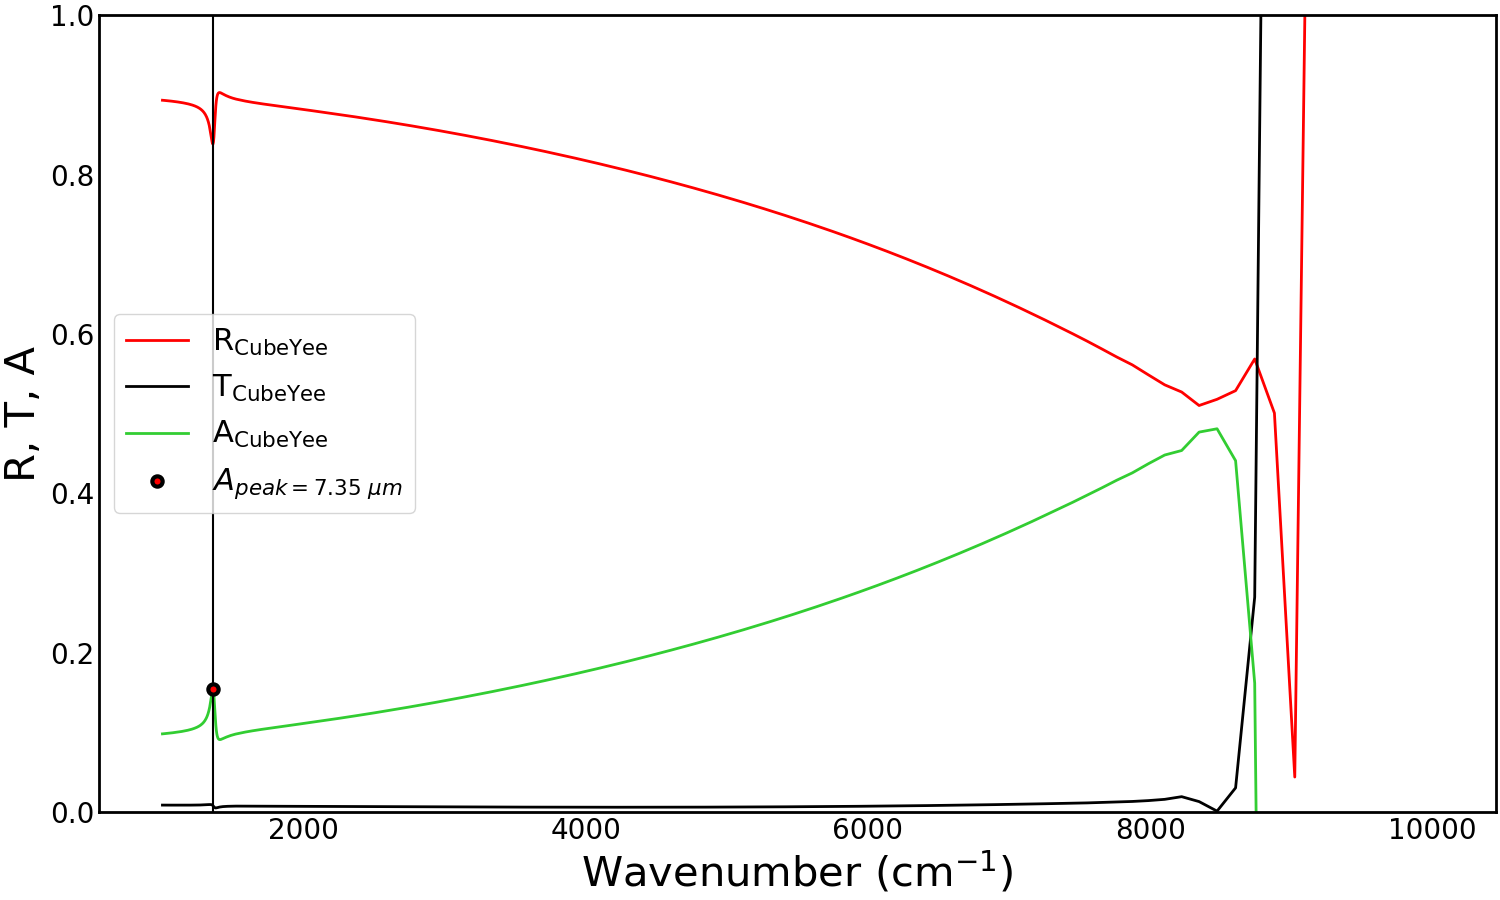 1.0
0.8
0.6
0.4
0.2
0.0
R, T, A
R_CubeYee
T_CubeYee
A_CubeYee
A_peak = 7.35 μm
2000 4000 6000 8000 10000
Wavenumber (cm⁻¹)